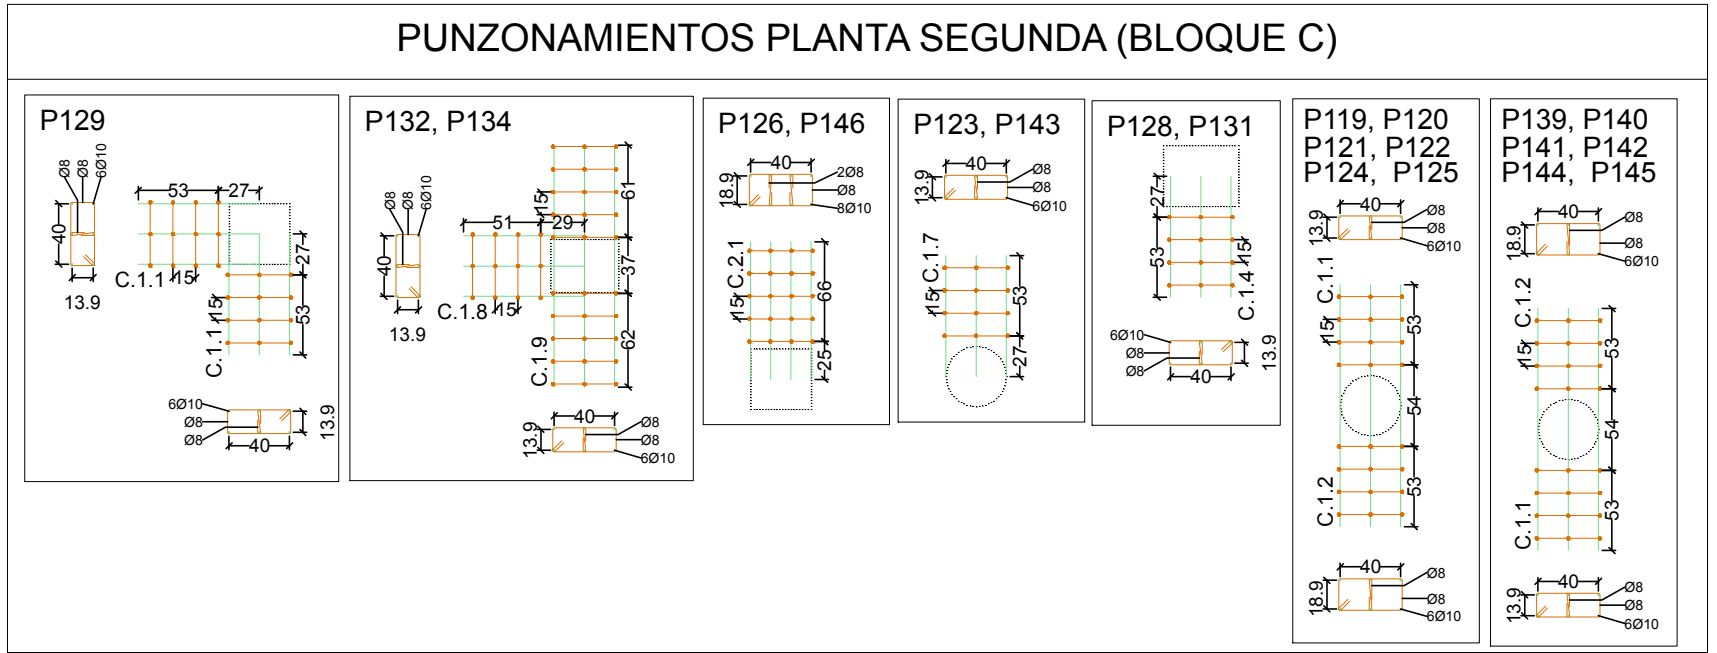 PUNZONAMIENTOS PLANTA SEGUNDA (BLOQUE C)
P129
Ø8
Ø8
6Ø10
40
13.9
53
27
C.1.1
15
27
53
15
C.1.1
6Ø10
Ø8
Ø8
40
13.9
P132, P134
Ø8
Ø8
6Ø10
40
13.9
51
29
C.1.8
15
15
61
37
62
C.1.9
40
13.9
Ø8
Ø8
6Ø10
P126, P146
40
18.9
2Ø8
Ø8
8Ø10
C.2.1
15
66
25
P123, P143
40
13.9
Ø8
Ø8
6Ø10
C.1.7
15
53
27
P128, P131
27
53
15
C.1.4
6Ø10
Ø8
Ø8
40
13.9
P119, P120
P121, P122
P124, P125
40
13.9
Ø8
Ø8
6Ø10
C.1.1
15
53
54
53
C.1.2
40
18.9
Ø8
Ø8
6Ø10
P139, P140
P141, P142
P144, P145
40
18.9
Ø8
Ø8
6Ø10
C.1.2
15
53
54
53
C.1.1
40
13.9
Ø8
Ø8
6Ø10